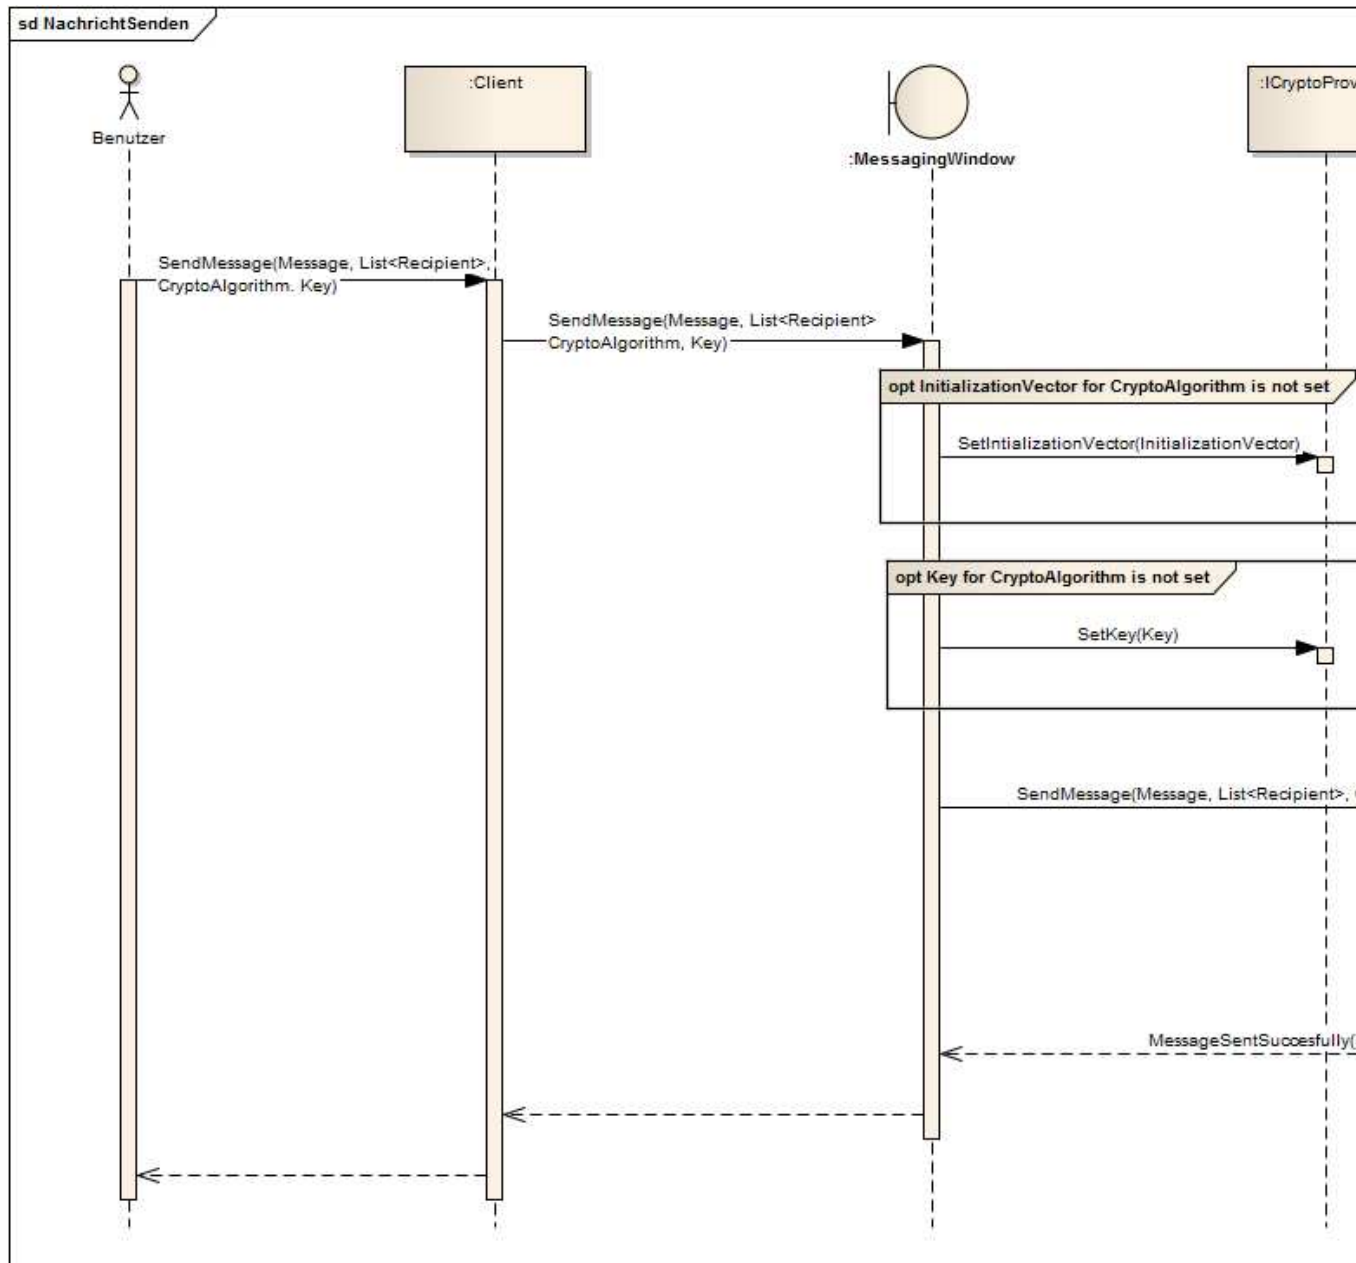 sd NachrichtSenden
:Client
:ICryptoProv
Benutzer
:MessagingWindow
SendMessage(Message, List<Recipient>,
CryptoAlgorithm. Key)
SendMessage(Message, List<Recipient>
CryptoAlgorithm, Key)
opt InitializationVector for CryptoAlgorithm is not set
SetIntializationVector(InitializationVector)
opt Key for CryptoAlgorithm is not set
SetKey(Key)
SendMessage(Message, List<Recipient>,
MessageSentSuccesfully(